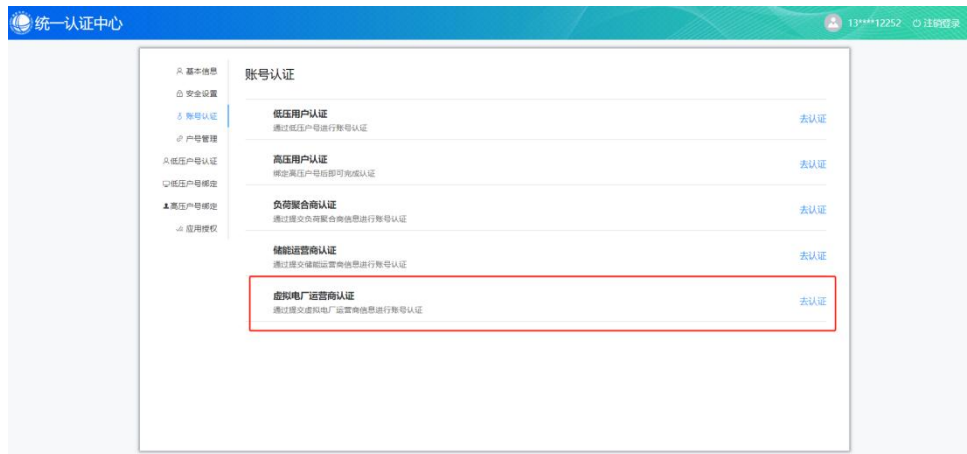 统一认证中心
13****12252 注销登录
基本信息
安全设置
账号认证
户号管理
低压户号认证
低压户号绑定
高压户号绑定
应用授权
账号认证
低压用户认证
通过低压户号进行账号认证
去认证
高压用户认证
绑定高压户号后即可完成认证
去认证
负荷聚合商认证
通过提交负荷聚合商信息进行账号认证
去认证
储能运营商认证
通过提交储能运营商信息进行账号认证
去认证
虚拟电厂运营商认证
通过提交虚拟电厂运营商信息进行账号认证
去认证